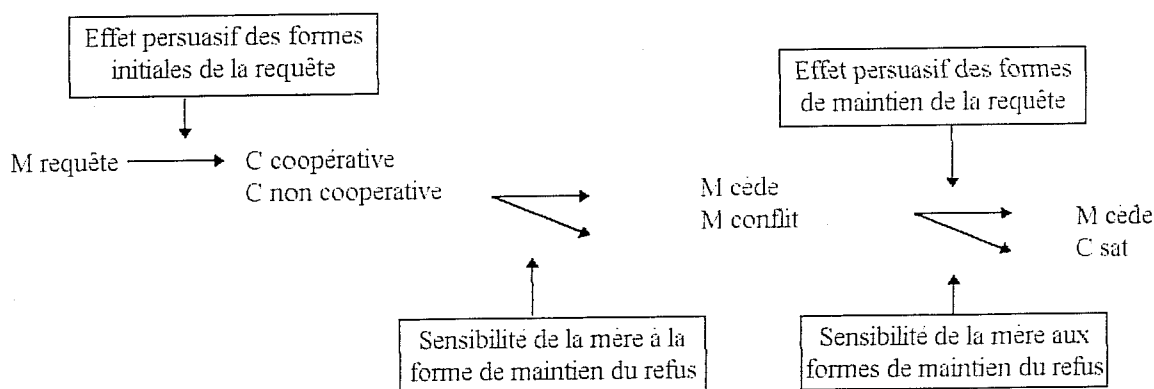 Effet persuasif des formes
initiales de la requête
Effet persuasif des formes
de maintien de la requête
M requête
C coopérative
C non cooperative
M cède
M conflit
M cède
C sat
Sensibilité de la mère à la
forme de maintien du refus
Sensibilité de la mère aux
formes de maintien du refus